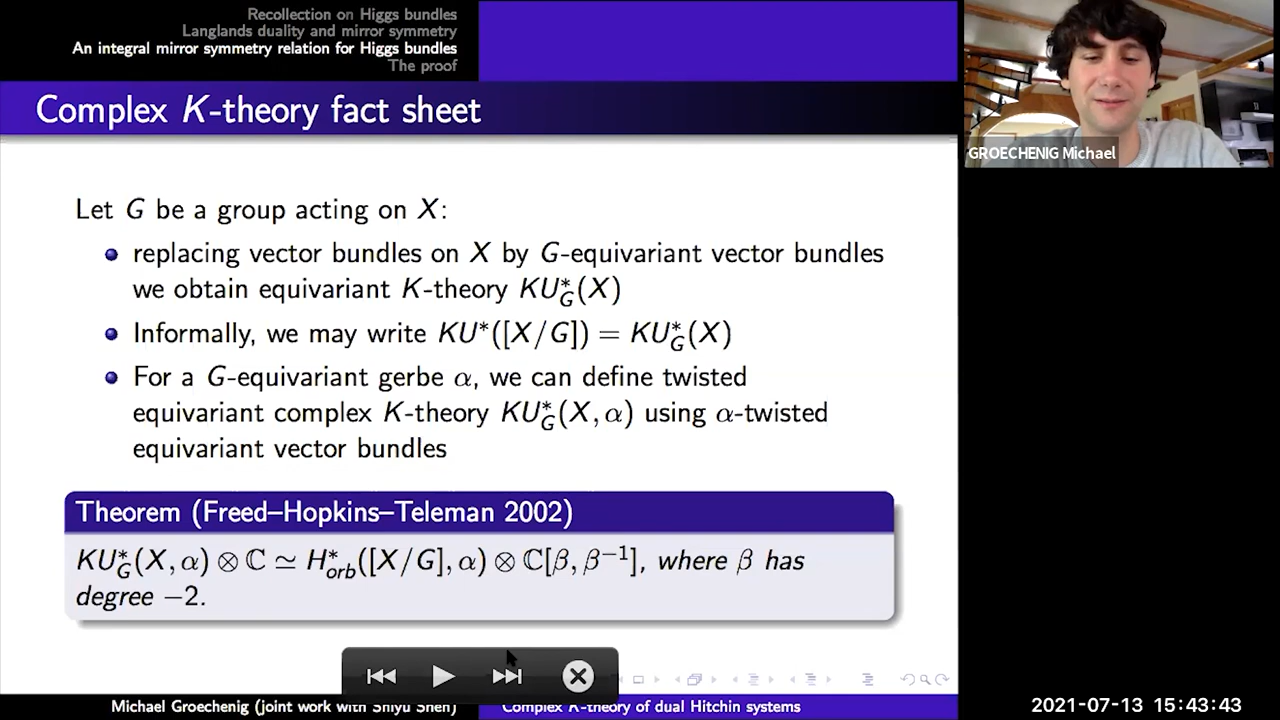 Recollection on Higgs bundles
Langlands duality and mirror symmetry
An integral mirror symmetry relation for Higgs bundles
The proof
Complex K-theory fact sheet
GROECHENIG Michael
Let G be a group acting on X:
replacing vector bundles on X by G-equivariant vector bundles
we obtain equivariant K-theory KU*_G(X)
Informally, we may write KU*([X/G]) = KU*_G(X)
For a G-equivariant gerbe α, we can define twisted
equivariant complex K-theory KU*_G(X, α) using α-twisted
equivariant vector bundles
Theorem (Freed–Hopkins–Teleman 2002)
KU*_G(X, α) ⊗ ℂ ≃ H*_orb([X/G], α) ⊗ ℂ[β, β⁻¹], where β has
degree −2.
Michael Groechenig (joint work with Shiyu Shen)
Complex K-theory of dual Hitchin systems
2021-07-13 15:43:43